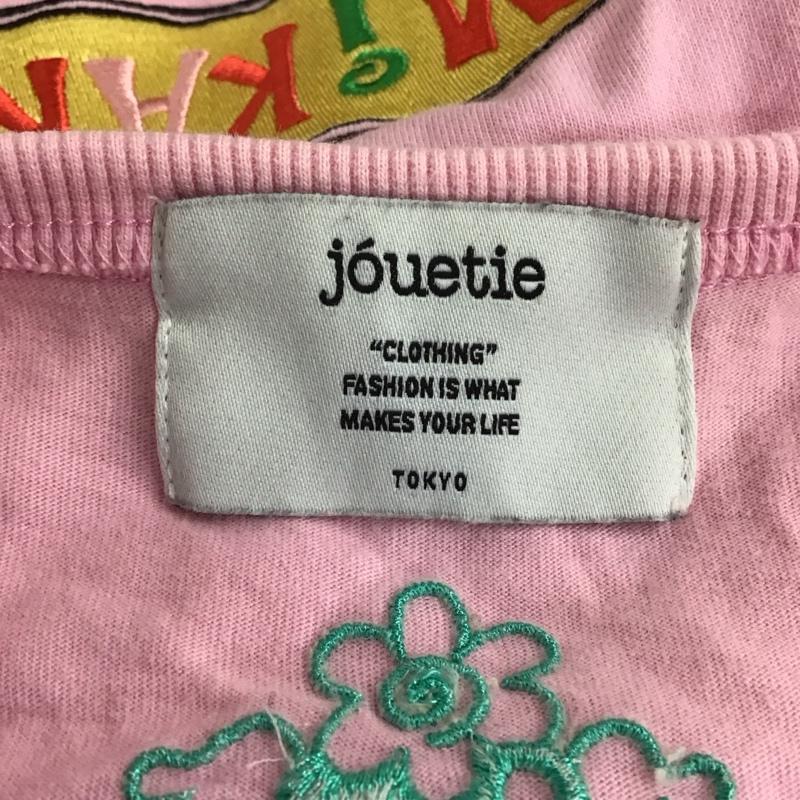 jóuetie
“CLOTHING”
FASHION IS WHAT
MAKES YOUR LIFE
TOKYO